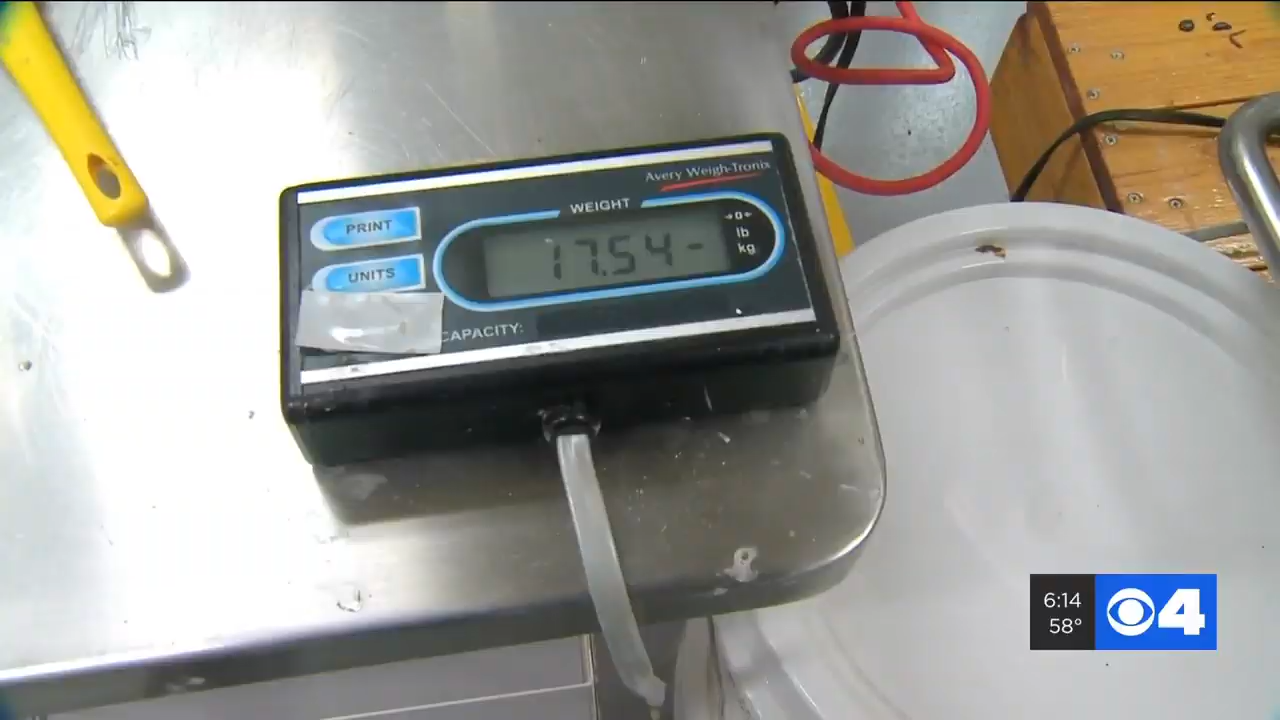 Avery Weigh-Tronix
WEIGHT
PRINT
→0←
17.54 -
lb
kg
UNITS
CAPACITY:
6:14
58°
4